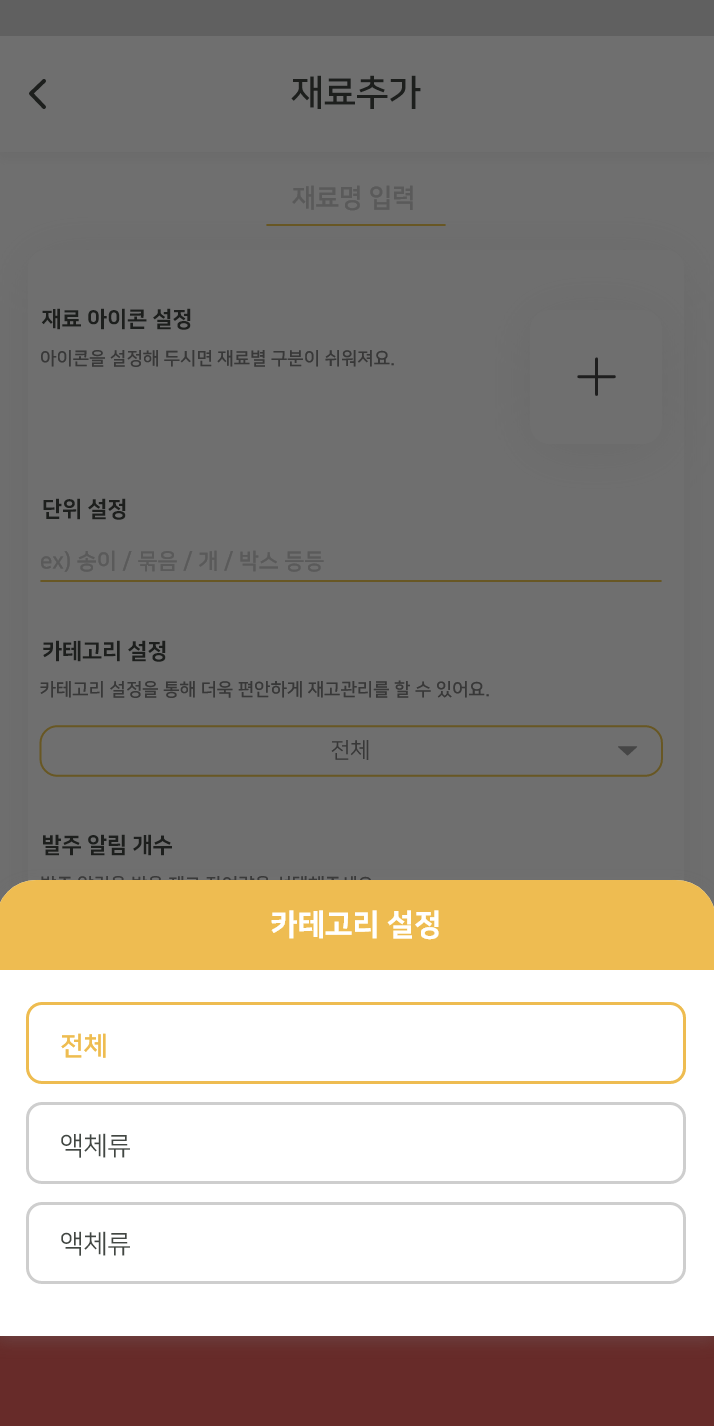 재료추가
재료명 입력
재료 아이콘 설정
아이콘을 설정해 두시면 재료별 구분이 쉬워져요.
단위 설정
ex) 송이 / 묶음 / 개 / 박스 등등
카테고리 설정
카테고리 설정을 통해 더욱 편안하게 재고관리를 할 수 있어요.
전체
발주 알림 개수
카테고리 설정
전체
액체류
액체류